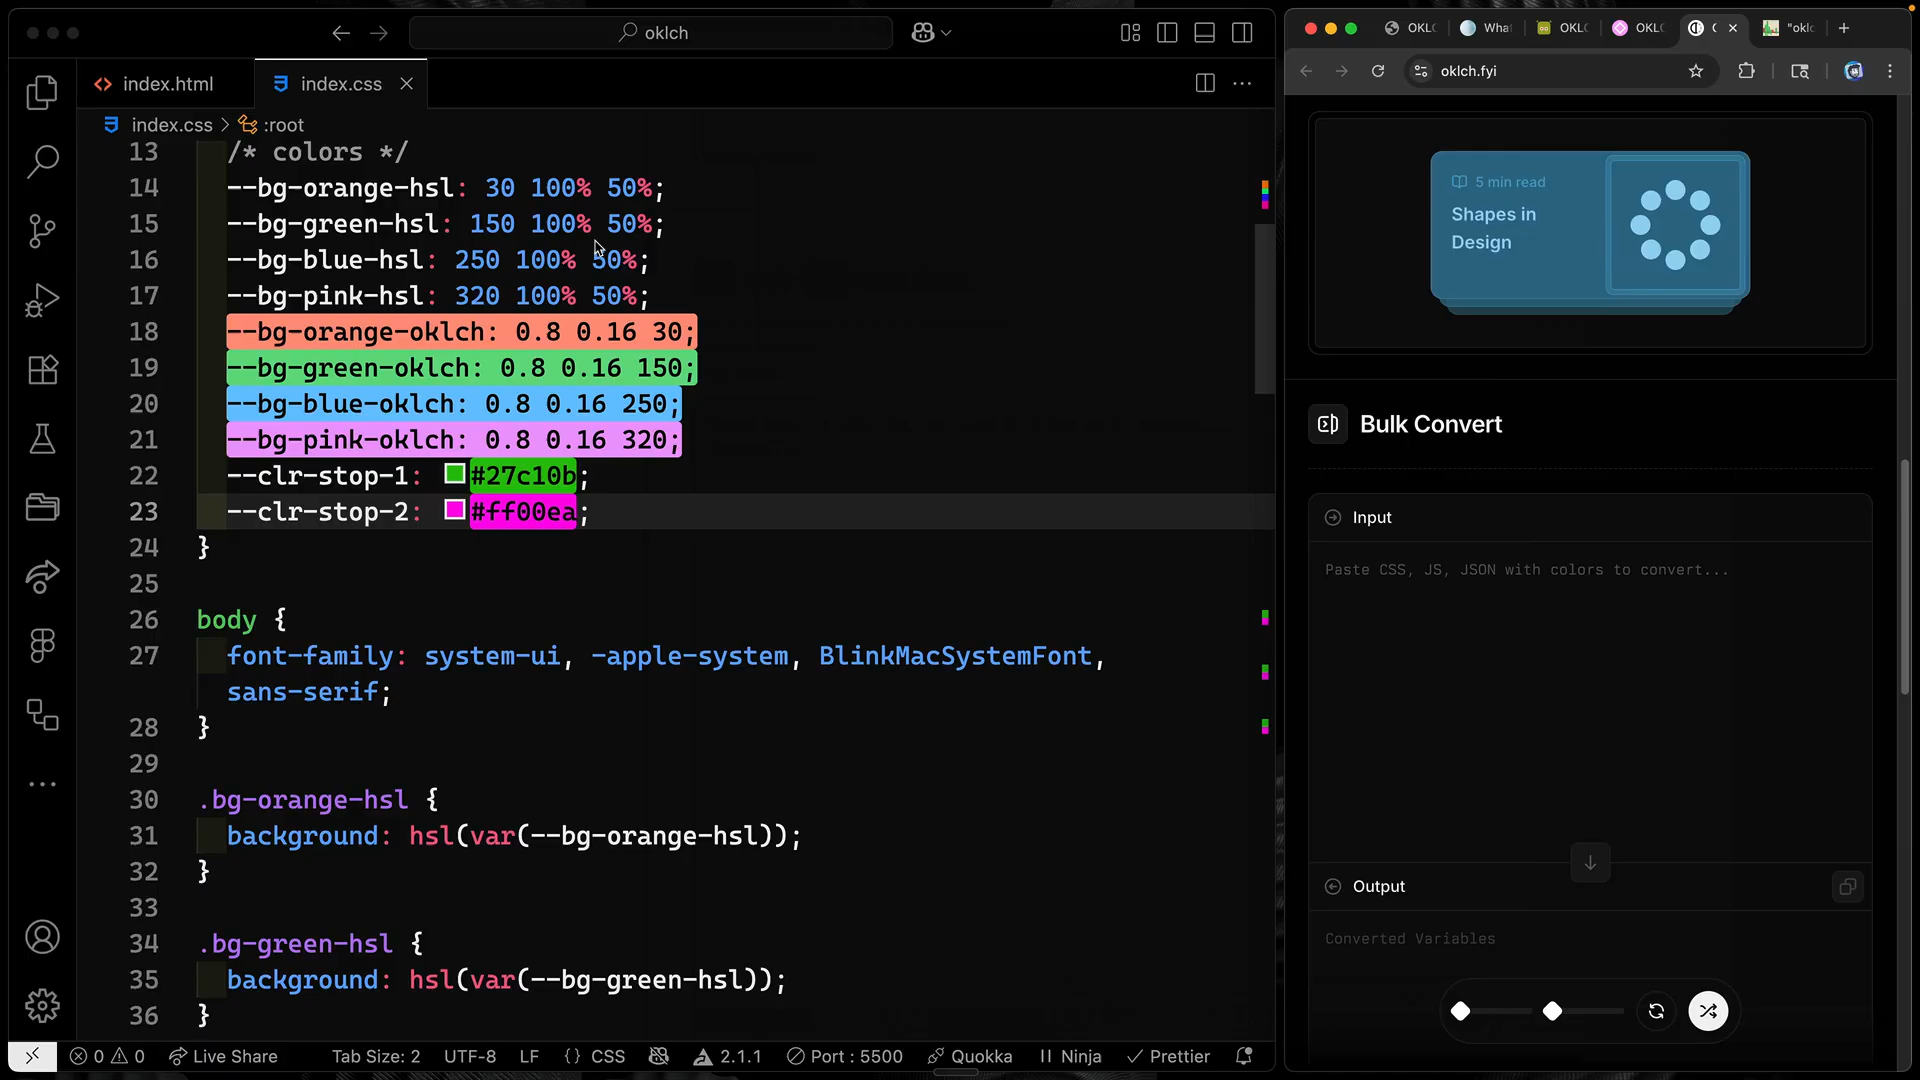 oklch
index.html
index.css
index.css > :root
13 /* colors */
14 --bg-orange-hsl: 30 100% 50%;
15 --bg-green-hsl: 150 100% 50%;
16 --bg-blue-hsl: 250 100% 50%;
17 --bg-pink-hsl: 320 100% 50%;
18 --bg-orange-oklch: 0.8 0.16 30;
19 --bg-green-oklch: 0.8 0.16 150;
20 --bg-blue-oklch: 0.8 0.16 250;
21 --bg-pink-oklch: 0.8 0.16 320;
22 --clr-stop-1: #27c10b;
23 --clr-stop-2: #ff00ea;
24 }
25
26 body {
27 font-family: system-ui, -apple-system, BlinkMacSystemFont,
sans-serif;
28 }
29
30 .bg-orange-hsl {
31 background: hsl(var(--bg-orange-hsl));
32 }
33
34 .bg-green-hsl {
35 background: hsl(var(--bg-green-hsl));
36 }
0 0 Live Share Tab Size: 2 UTF-8 LF {} CSS 2.1.1 Port : 5500 Quokka Ninja Prettier
OKLC What OKLC OKLC "oklc
oklch.fyi
5 min read
Shapes in
Design
Bulk Convert
Input
Paste CSS, JS, JSON with colors to convert...
Output
Converted Variables